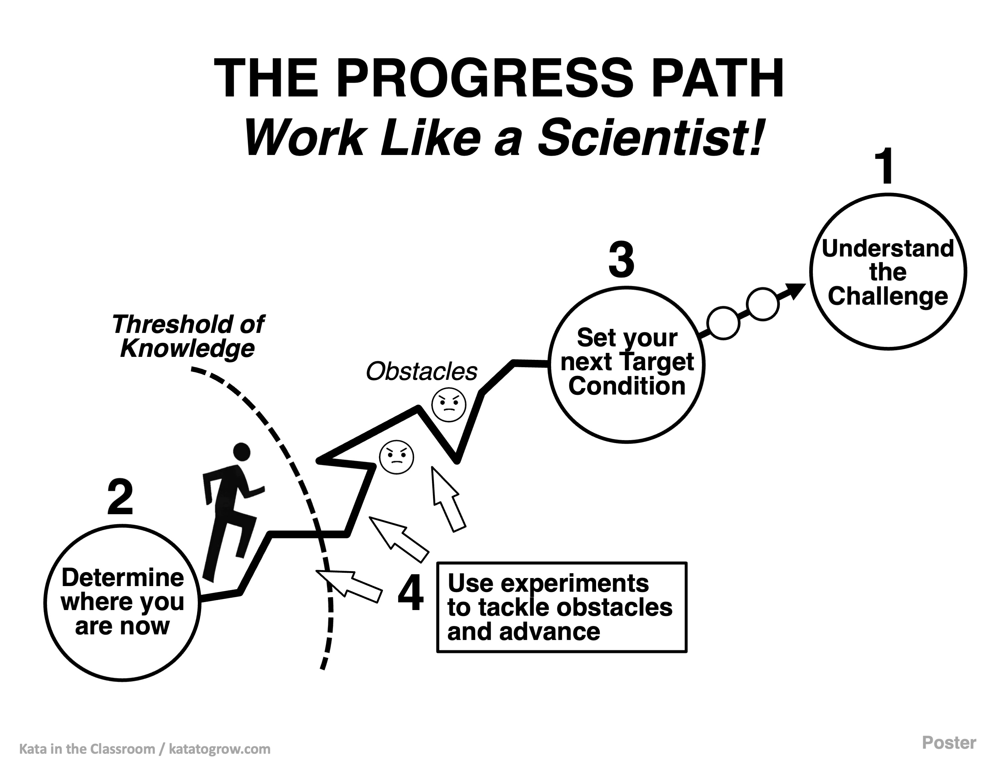 THE PROGRESS PATH
Work Like a Scientist!
1
Understand
the
Challenge
3
Set your
next Target
Condition
Threshold of
Knowledge
Obstacles
2
Determine
where you
are now
4
Use experiments
to tackle obstacles
and advance
Kata in the Classroom / katatogrow.com
Poster